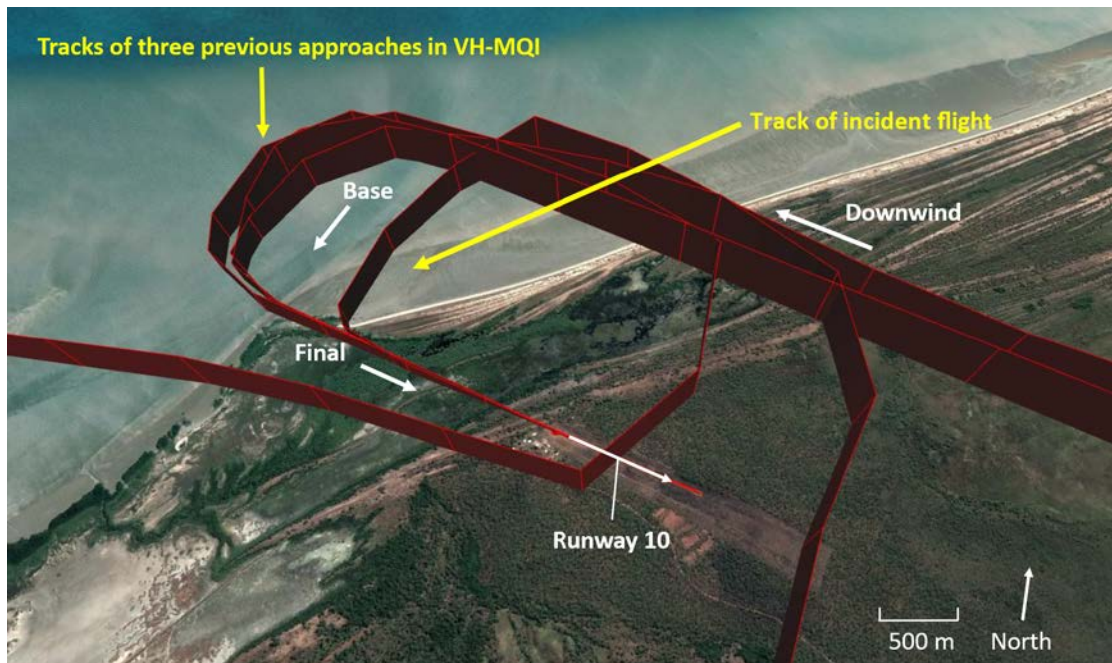 Tracks of three previous approaches in VH-MQI
Track of incident flight
Base
Downwind
Final
Runway 10
500 m
North